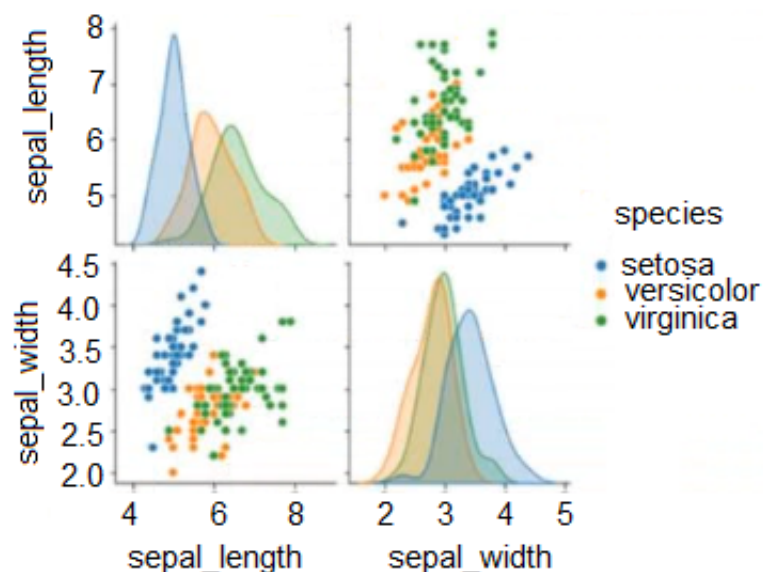 sepal_length
8
7
6
5
species
setosa
versicolor
virginica
sepal_width
4.5
4.0
3.5
3.0
2.5
2.0
4 6 8
2 3 4 5
sepal_length
sepal_width